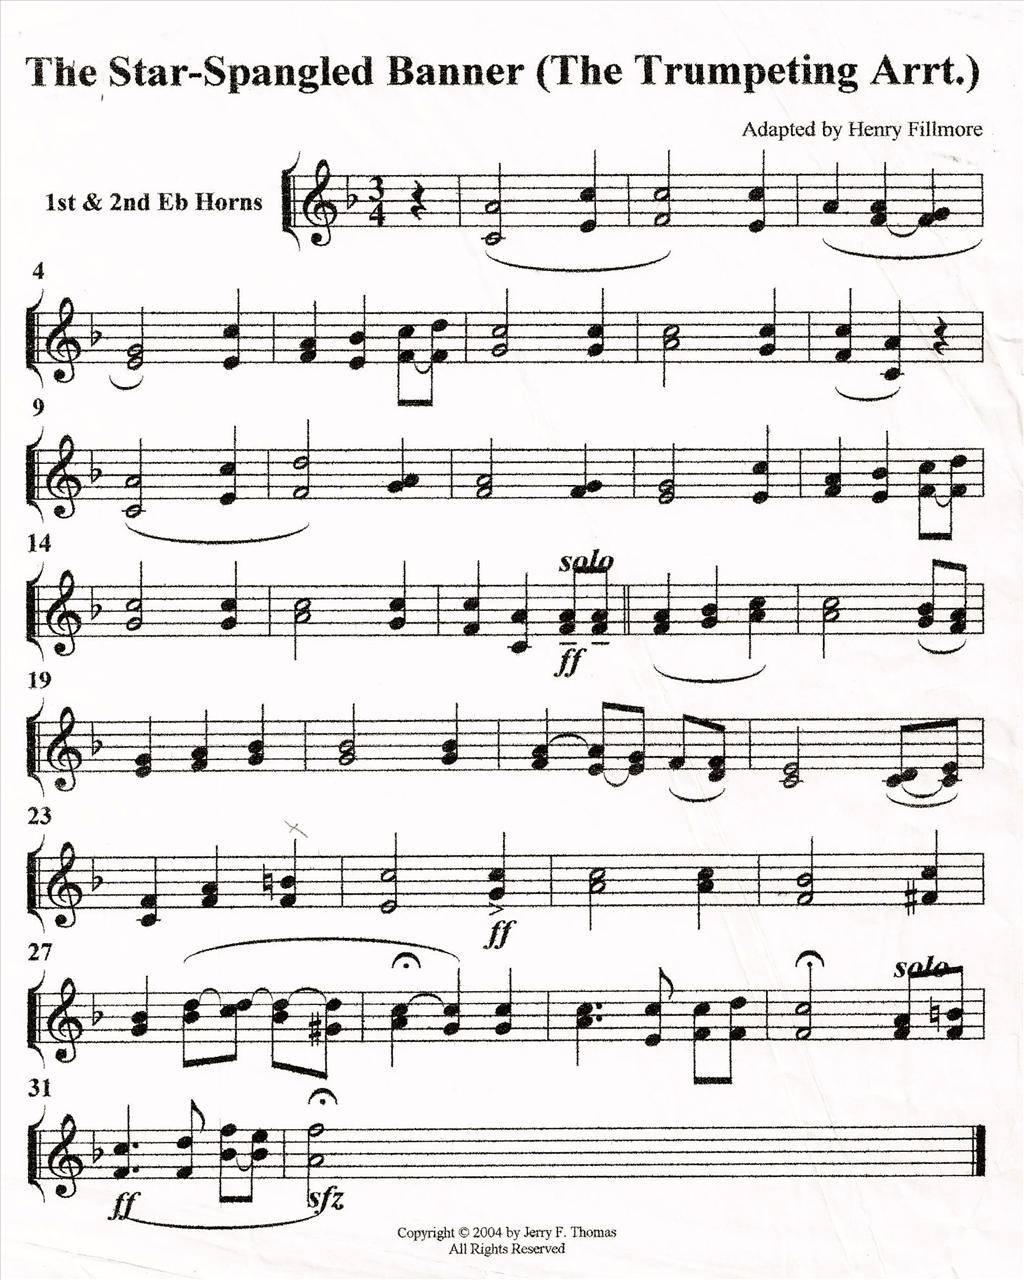 The Star-Spangled Banner (The Trumpeting Arrt.)
Adapted by Henry Fillmore
1st & 2nd Eb Horns
3
4
4
9
14
solo
ff
19
23
ff
27
solo
31
ff
sfz
Copyright © 2004 by Jerry F. Thomas
All Rights Reserved